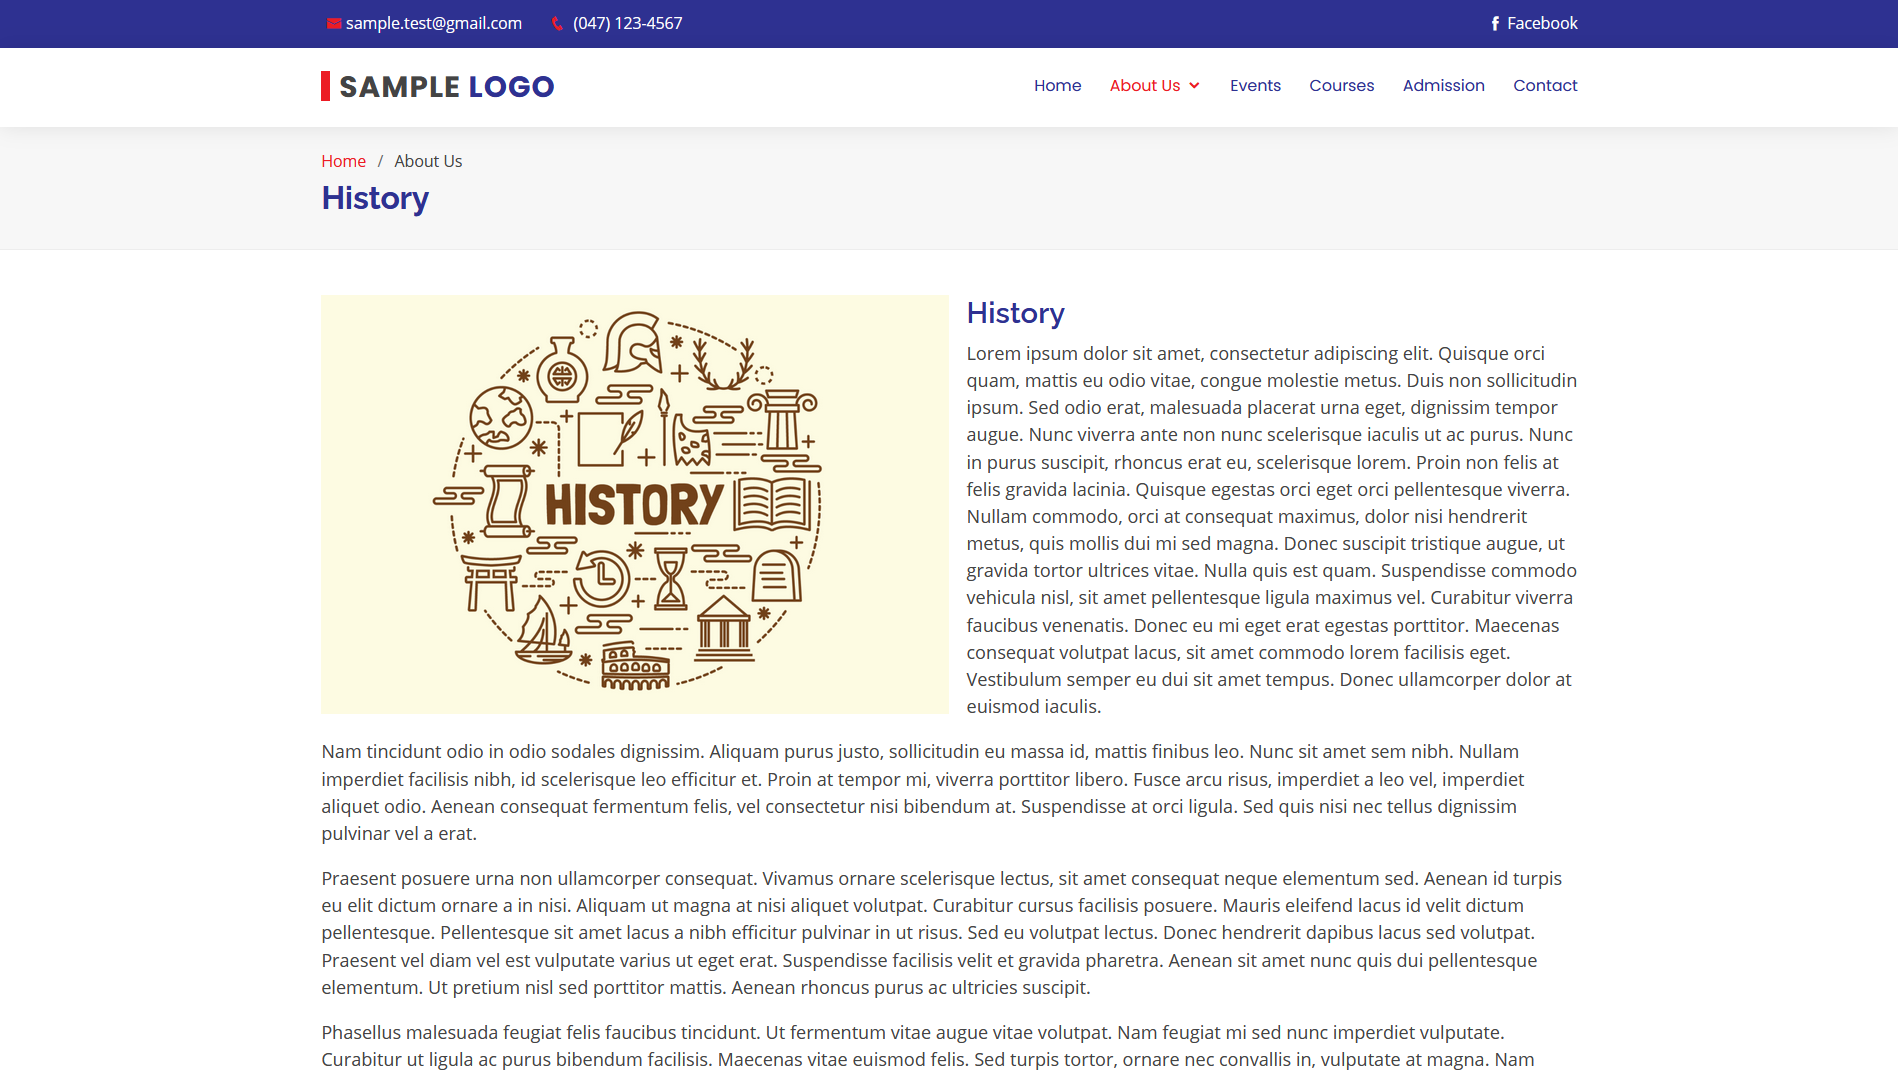 sample.test@gmail.com (047) 123-4567 Facebook
SAMPLE LOGO Home About Us Events Courses Admission Contact
Home / About Us
History
HISTORY
History
Lorem ipsum dolor sit amet, consectetur adipiscing elit. Quisque orci
quam, mattis eu odio vitae, congue molestie metus. Duis non sollicitudin
ipsum. Sed odio erat, malesuada placerat urna eget, dignissim tempor
augue. Nunc viverra ante non nunc scelerisque iaculis ut ac purus. Nunc
in purus suscipit, rhoncus erat eu, scelerisque lorem. Proin non felis at
felis gravida lacinia. Quisque egestas orci eget orci pellentesque viverra.
Nullam commodo, orci at consequat maximus, dolor nisi hendrerit
metus, quis mollis dui mi sed magna. Donec suscipit tristique augue, ut
gravida tortor ultrices vitae. Nulla quis est quam. Suspendisse commodo
vehicula nisl, sit amet pellentesque ligula maximus vel. Curabitur viverra
faucibus venenatis. Donec eu mi eget erat egestas porttitor. Maecenas
consequat volutpat lacus, sit amet commodo lorem facilisis eget.
Vestibulum semper eu dui sit amet tempus. Donec ullamcorper dolor at
euismod iaculis.
Nam tincidunt odio in odio sodales dignissim. Aliquam purus justo, sollicitudin eu massa id, mattis finibus leo. Nunc sit amet sem nibh. Nullam
imperdiet facilisis nibh, id scelerisque leo efficitur et. Proin at tempor mi, viverra porttitor libero. Fusce arcu risus, imperdiet a leo vel, imperdiet
aliquet odio. Aenean consequat fermentum felis, vel consectetur nisi bibendum at. Suspendisse at orci ligula. Sed quis nisi nec tellus dignissim
pulvinar vel a erat.
Praesent posuere urna non ullamcorper consequat. Vivamus ornare scelerisque lectus, sit amet consequat neque elementum sed. Aenean id turpis
eu elit dictum ornare a in nisi. Aliquam ut magna at nisi aliquet volutpat. Curabitur cursus facilisis posuere. Mauris eleifend lacus id velit dictum
pellentesque. Pellentesque sit amet lacus a nibh efficitur pulvinar in ut risus. Sed eu volutpat lectus. Donec hendrerit dapibus lacus sed volutpat.
Praesent vel diam vel est vulputate varius ut eget erat. Suspendisse facilisis velit et gravida pharetra. Aenean sit amet nunc quis dui pellentesque
elementum. Ut pretium nisl sed porttitor mattis. Aenean rhoncus purus ac ultricies suscipit.
Phasellus malesuada feugiat felis faucibus tincidunt. Ut fermentum vitae augue vitae volutpat. Nam feugiat mi sed nunc imperdiet vulputate.
Curabitur ut ligula ac purus bibendum facilisis. Maecenas vitae euismod felis. Sed turpis tortor, ornare nec convallis in, vulputate at magna. Nam